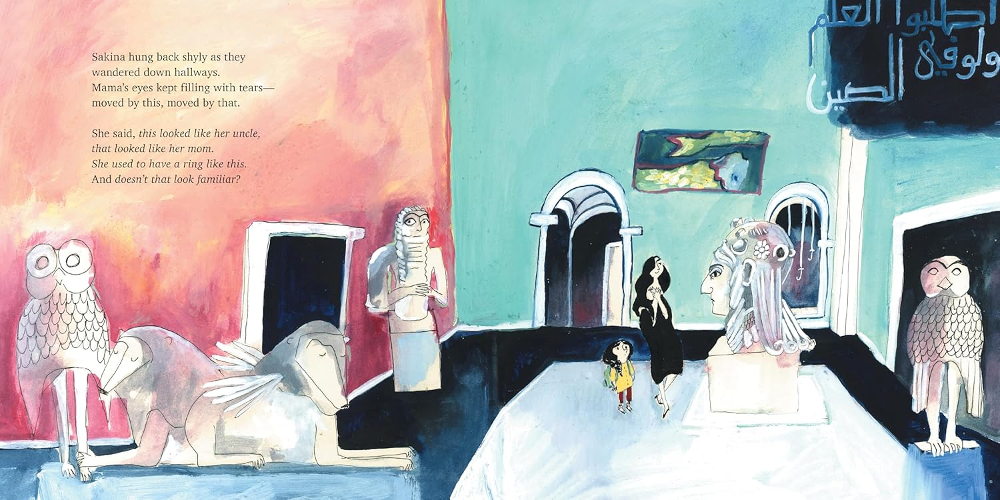 Sakina hung back shyly as they
wandered down hallways.
Mama’s eyes kept filling with tears—
moved by this, moved by that.
She said, this looked like her uncle,
that looked like her mom.
She used to have a ring like this.
And doesn’t that look familiar?
اطلبوا العلم
ولوفي
الصين